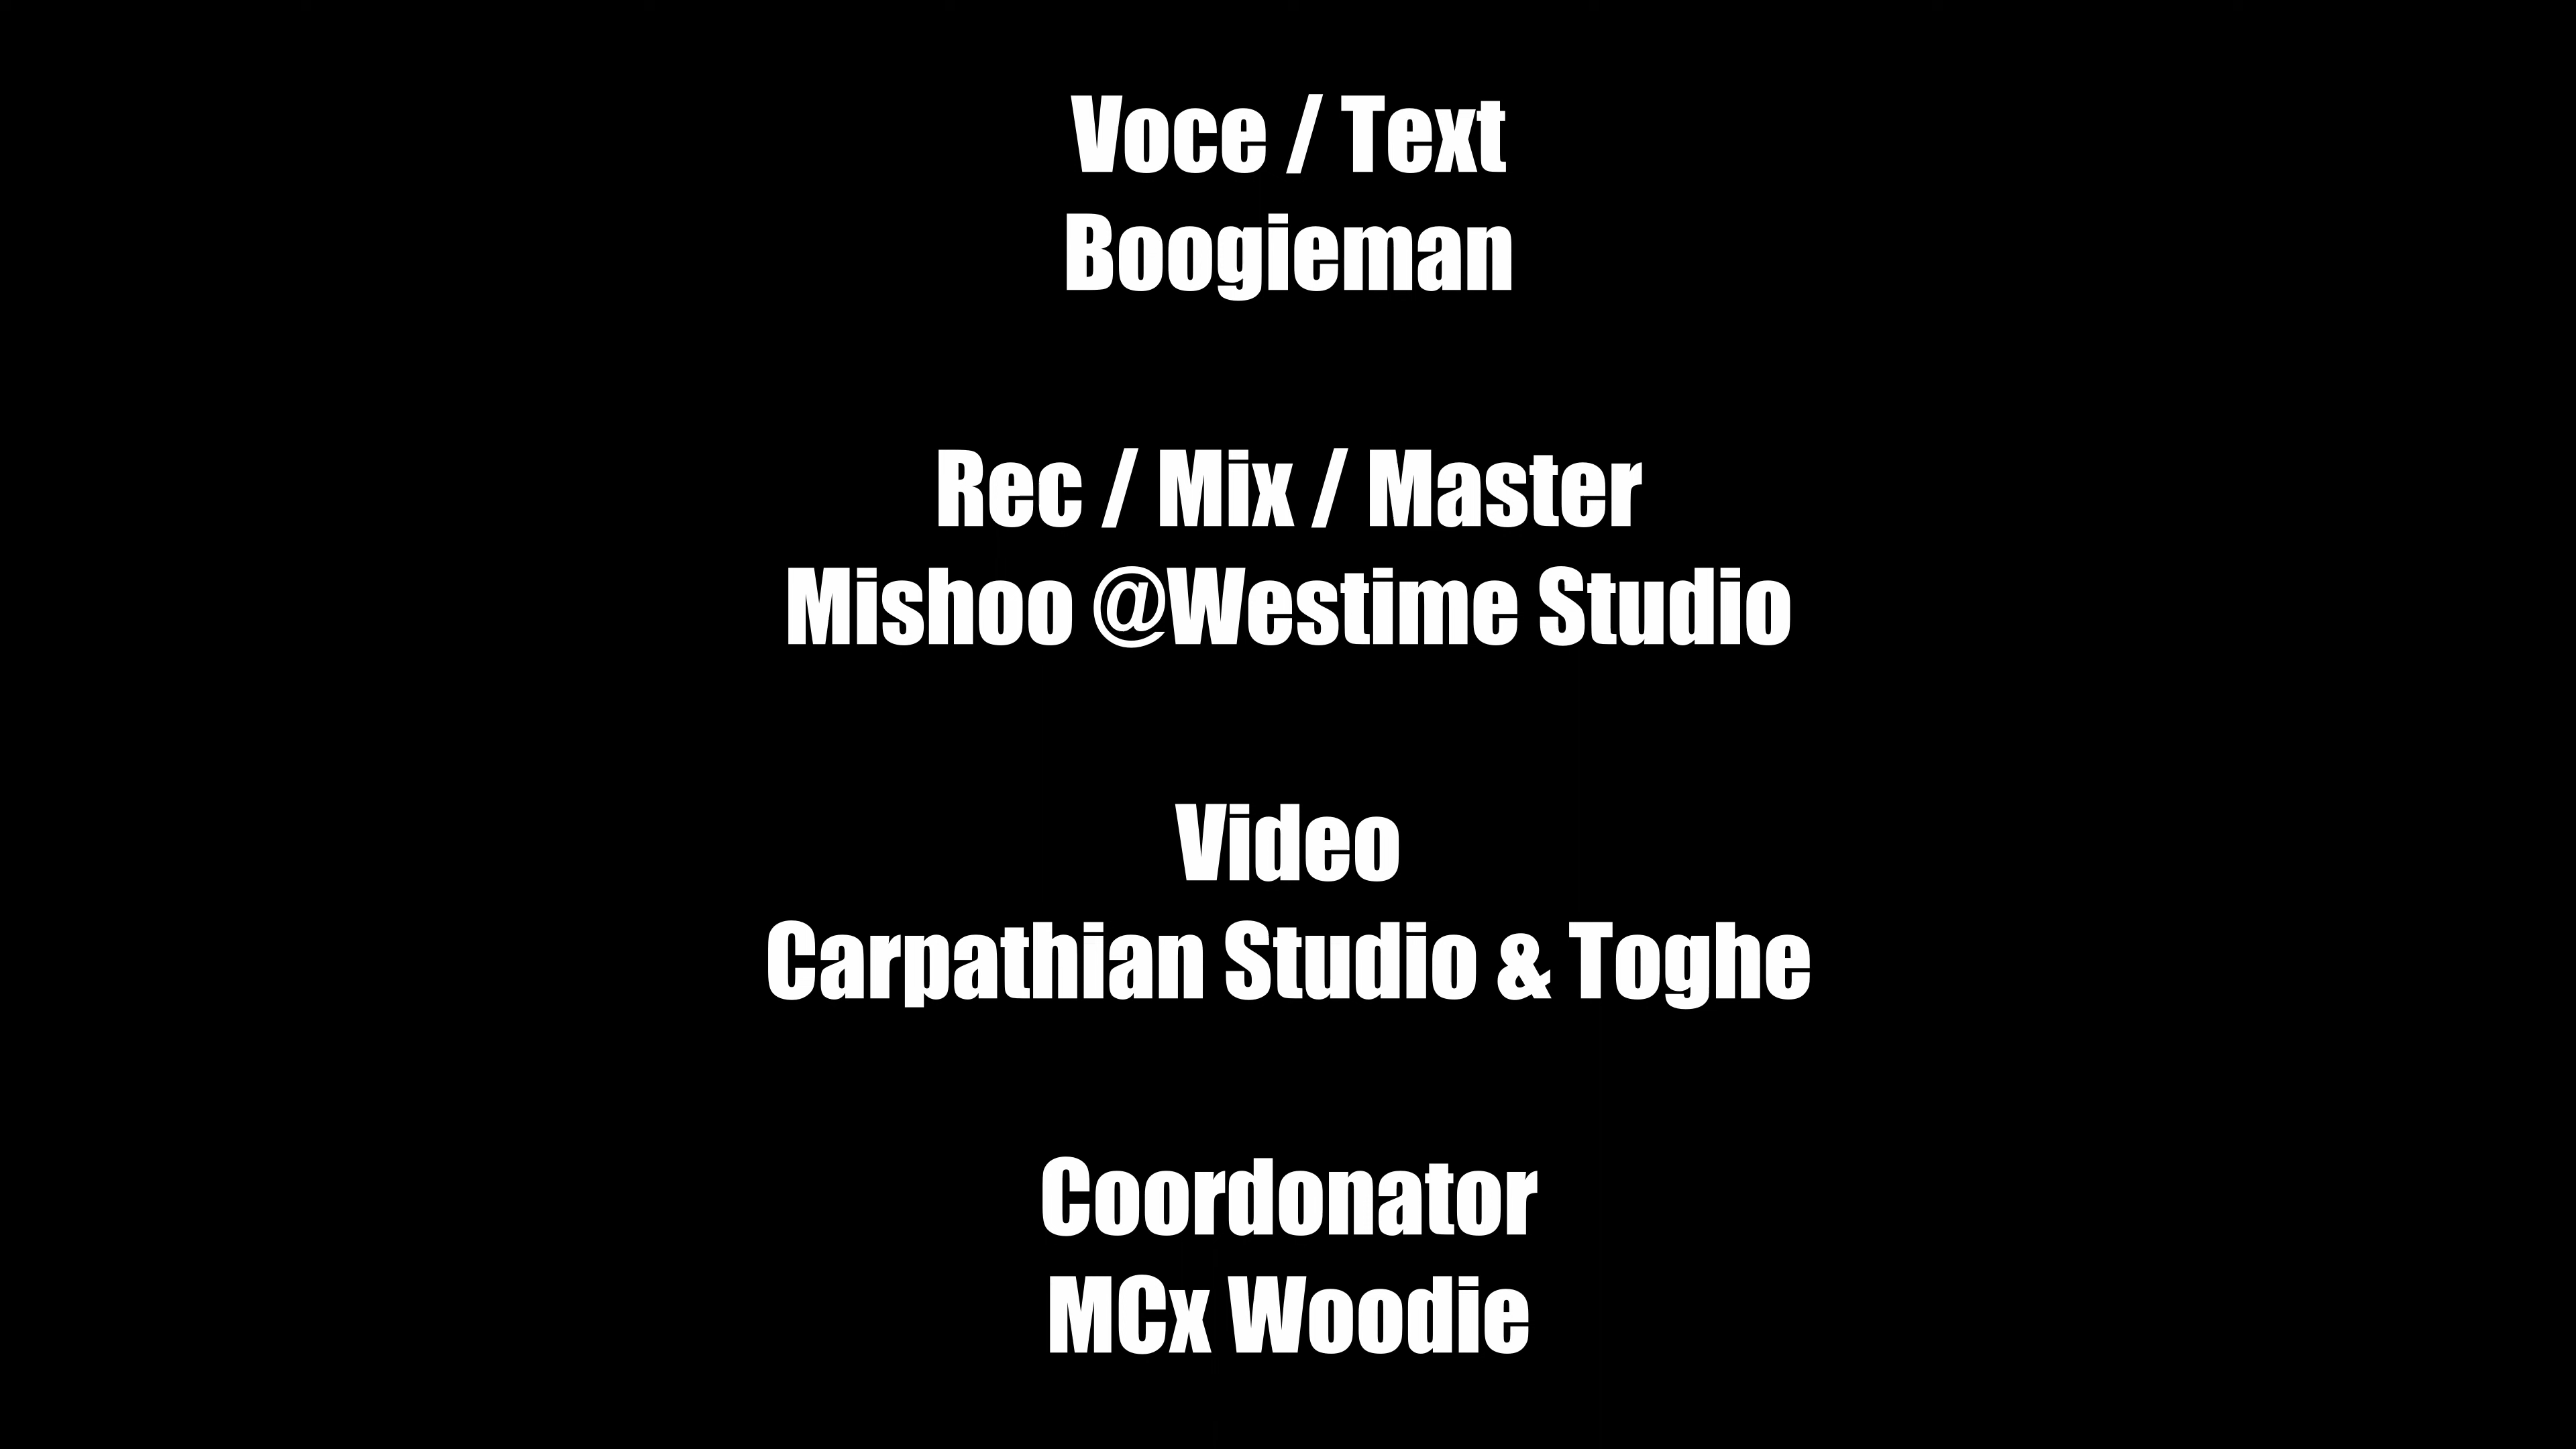 Voce / Text
Boogieman
Rec / Mix / Master
Mishoo @Westime Studio
Video
Carpathian Studio & Toghe
Coordonator
MCx Woodie